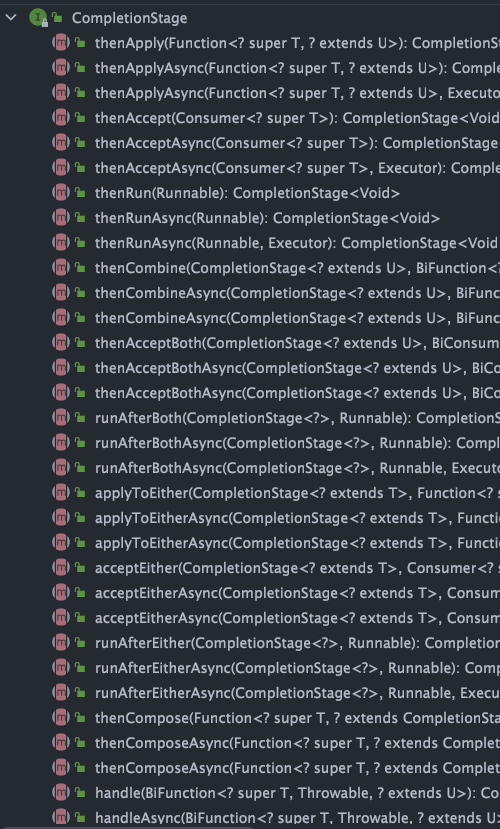 CompletionStage
thenApply(Function<? super T, ? extends U>): CompletionS
thenApplyAsync(Function<? super T, ? extends U>): Comple
thenApplyAsync(Function<? super T, ? extends U>, Executo
thenAccept(Consumer<? super T>): CompletionStage<Void
thenAcceptAsync(Consumer<? super T>): CompletionStage
thenAcceptAsync(Consumer<? super T>, Executor): Comple
thenRun(Runnable): CompletionStage<Void>
thenRunAsync(Runnable): CompletionStage<Void>
thenRunAsync(Runnable, Executor): CompletionStage<Void
thenCombine(CompletionStage<? extends U>, BiFunction<?
thenCombineAsync(CompletionStage<? extends U>, BiFunc
thenCombineAsync(CompletionStage<? extends U>, BiFunc
thenAcceptBoth(CompletionStage<? extends U>, BiConsum
thenAcceptBothAsync(CompletionStage<? extends U>, BiCo
thenAcceptBothAsync(CompletionStage<? extends U>, BiCo
runAfterBoth(CompletionStage<?>, Runnable): CompletionS
runAfterBothAsync(CompletionStage<?>, Runnable): Comp
runAfterBothAsync(CompletionStage<?>, Runnable, Executo
applyToEither(CompletionStage<? extends T>, Function<? s
applyToEitherAsync(CompletionStage<? extends T>, Functi
applyToEitherAsync(CompletionStage<? extends T>, Functi
acceptEither(CompletionStage<? extends T>, Consumer<? s
acceptEitherAsync(CompletionStage<? extends T>, Consum
acceptEitherAsync(CompletionStage<? extends T>, Consum
runAfterEither(CompletionStage<?>, Runnable): Completion
runAfterEitherAsync(CompletionStage<?>, Runnable): Comp
runAfterEitherAsync(CompletionStage<?>, Runnable, Execu
thenCompose(Function<? super T, ? extends CompletionSta
thenComposeAsync(Function<? super T, ? extends Complet
thenComposeAsync(Function<? super T, ? extends Complet
handle(BiFunction<? super T, Throwable, ? extends U>): Co
handleAsync(BiFunction<? super T, Throwable, ? extends U>